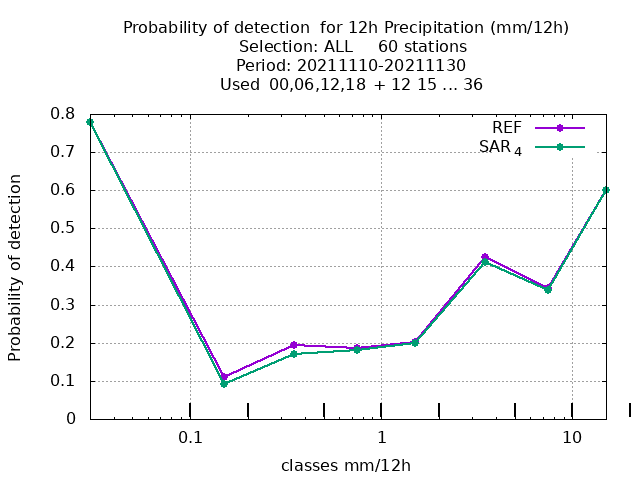 Probability of detection  for 12h Precipitation (mm/12h)
Selection: ALL     60 stations
Period: 20211110-20211130
Used  00,06,12,18  + 12 15 ... 36
REF
SAR 4
0.8
0.7
0.6
0.5
0.4
0.3
0.2
0.1
0
Probability of detection
0.1 1 10
classes mm/12h